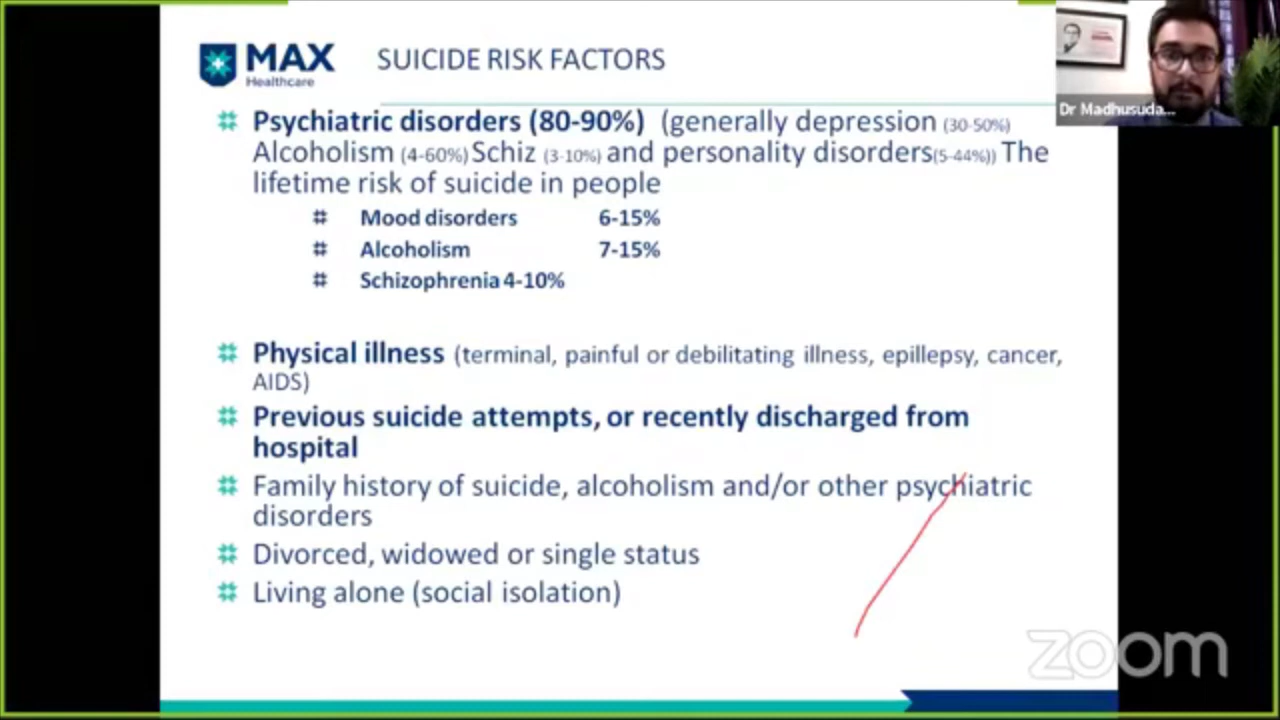 MAX
Healthcare
SUICIDE RISK FACTORS
Dr Madhusuda...
Psychiatric disorders (80-90%) (generally depression (30-50%)
Alcoholism (4-60%) Schiz (3-10%) and personality disorders(5-44%)) The
lifetime risk of suicide in people
Mood disorders 6-15%
Alcoholism 7-15%
Schizophrenia 4-10%
Physical illness (terminal, painful or debilitating illness, epillepsy, cancer,
AIDS)
Previous suicide attempts, or recently discharged from
hospital
Family history of suicide, alcoholism and/or other psychiatric
disorders
Divorced, widowed or single status
Living alone (social isolation)
zoom